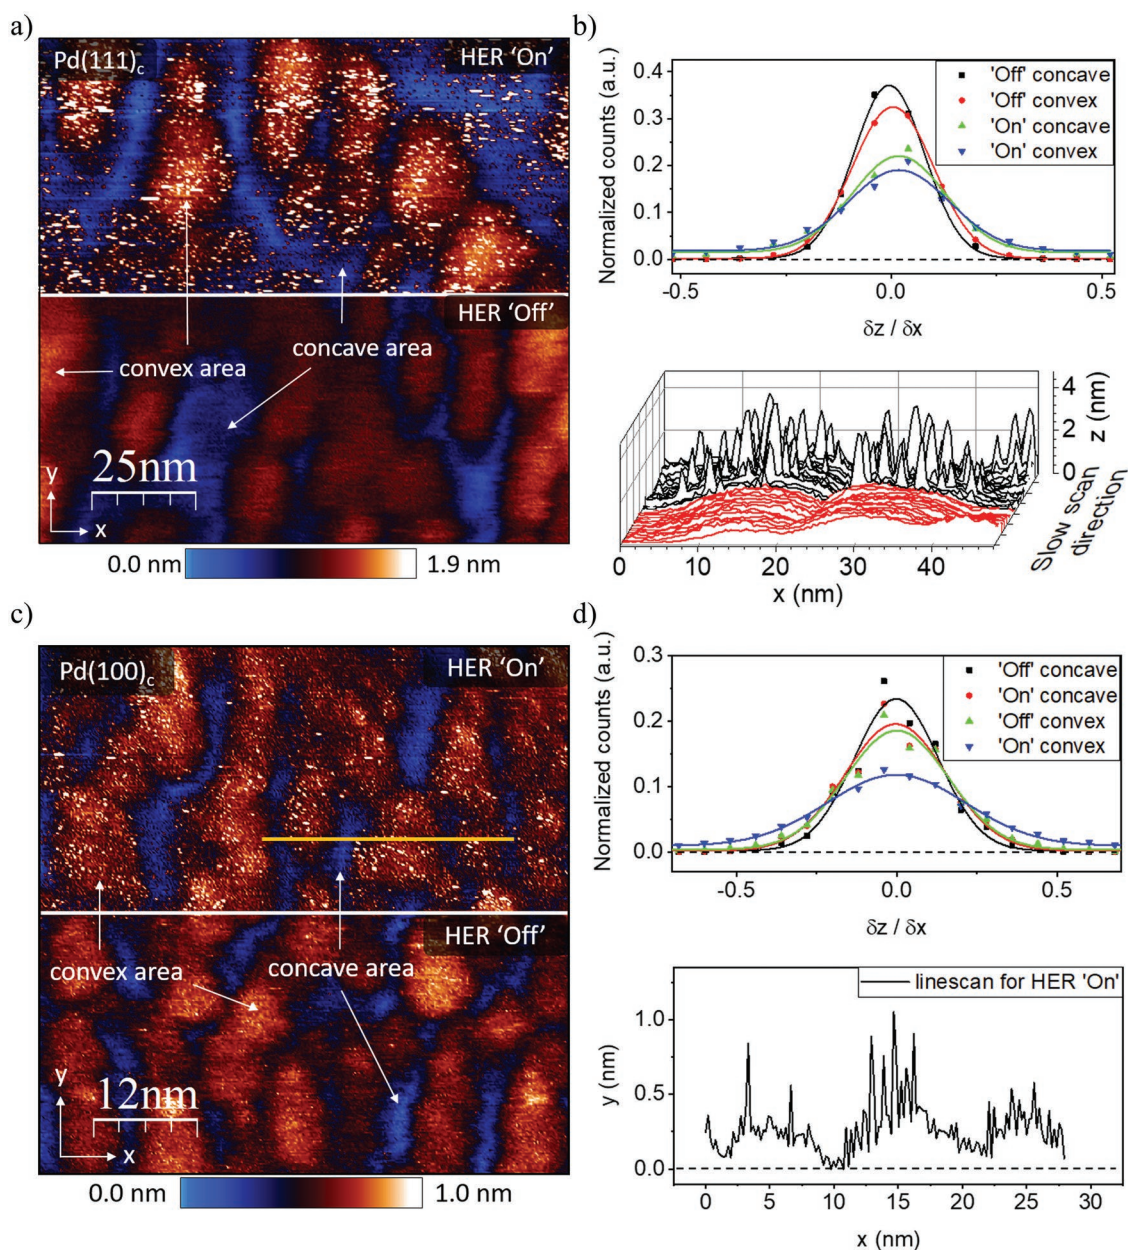 a)
Pd(111)c
HER 'On'
HER 'Off'
convex area
concave area
25nm
y
x
0.0 nm
1.9 nm
b)
Normalized counts (a.u.)
0.4
0.3
0.2
0.1
0.0
-0.5
0.0
0.5
δz / δx
'Off' concave
'Off' convex
'On' concave
'On' convex
4
2
0
z (nm)
Slow scan
direction
0
10
20
30
40
x (nm)
c)
Pd(100)c
HER 'On'
HER 'Off'
convex area
concave area
12nm
y
x
0.0 nm
1.0 nm
d)
Normalized counts (a.u.)
0.3
0.2
0.1
0.0
-0.5
0.0
0.5
δz / δx
'Off' concave
'On' concave
'Off' convex
'On' convex
linescan for HER 'On'
y (nm)
1.0
0.5
0.0
0
5
10
15
20
25
30
x (nm)